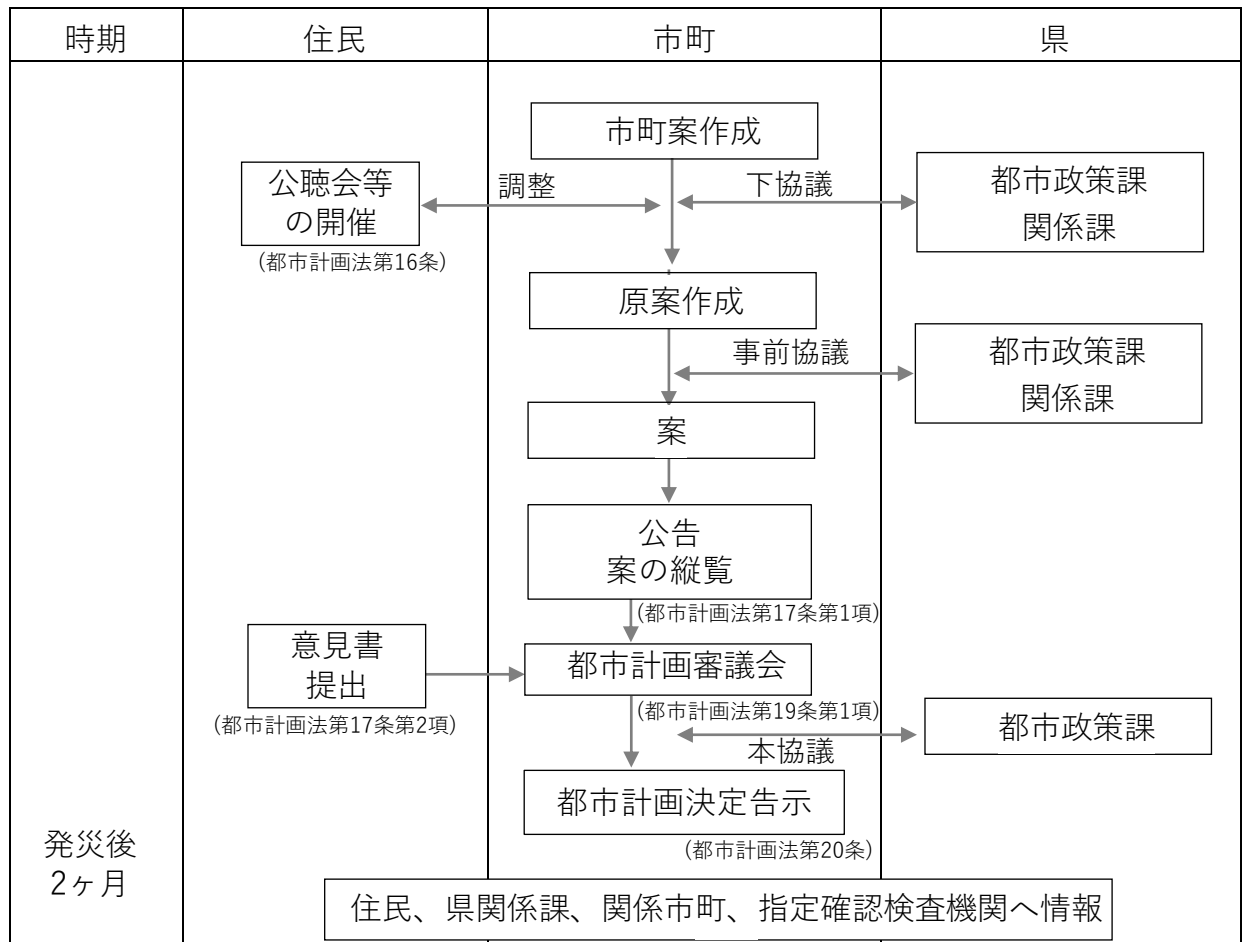 時期
住民
市町
県
市町案作成
公聴会等
の開催
(都市計画法第16条)
調整
下協議
都市政策課
関係課
原案作成
事前協議
都市政策課
関係課
案
公告
案の縦覧
(都市計画法第17条第1項)
意見書
提出
(都市計画法第17条第2項)
都市計画審議会
(都市計画法第19条第1項)
本協議
都市政策課
都市計画決定告示
(都市計画法第20条)
発災後
2ヶ月
住民、県関係課、関係市町、指定確認検査機関へ情報